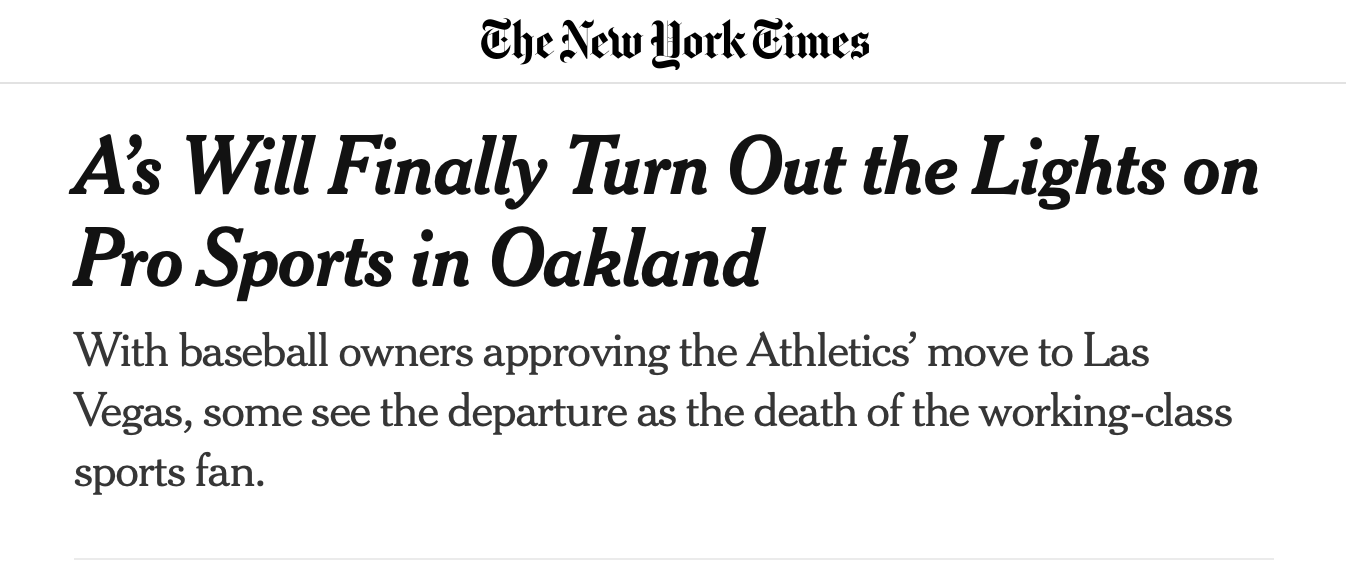 The New York Times
A’s Will Finally Turn Out the Lights on
Pro Sports in Oakland
With baseball owners approving the Athletics’ move to Las
Vegas, some see the departure as the death of the working-class
sports fan.